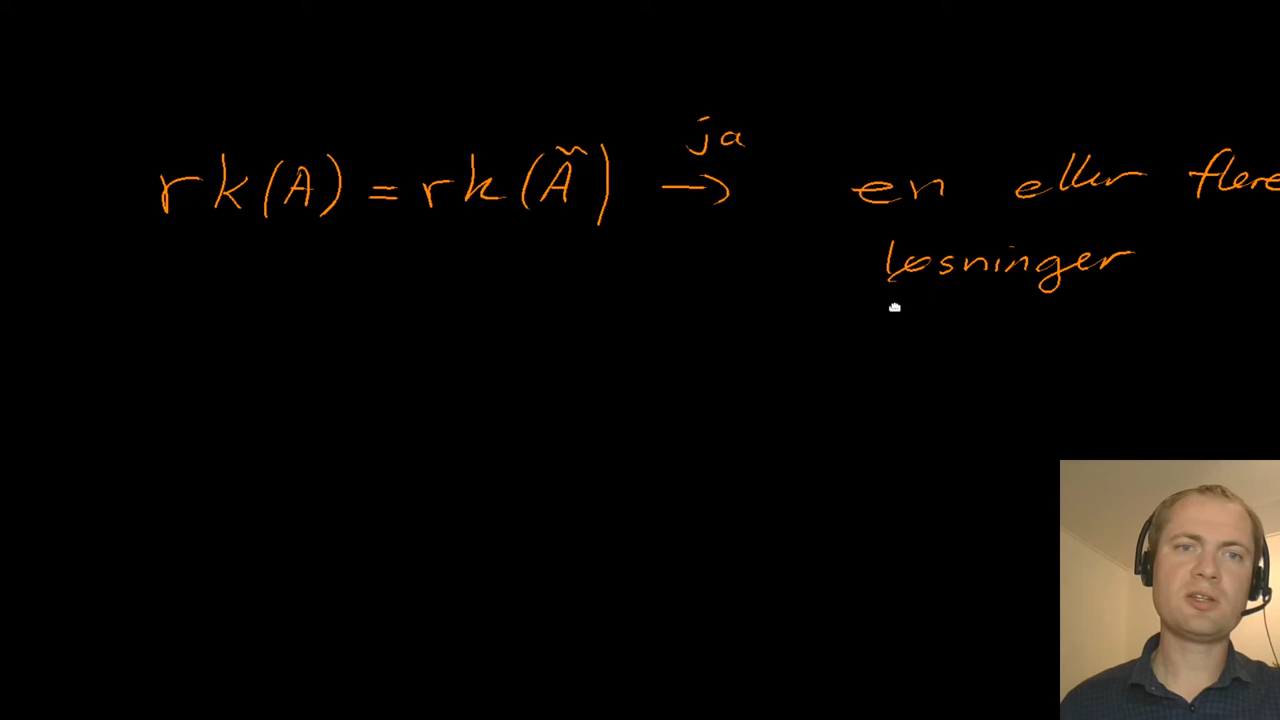 ja
rk(A) = rk(Ã) → en eller flere
løsninger